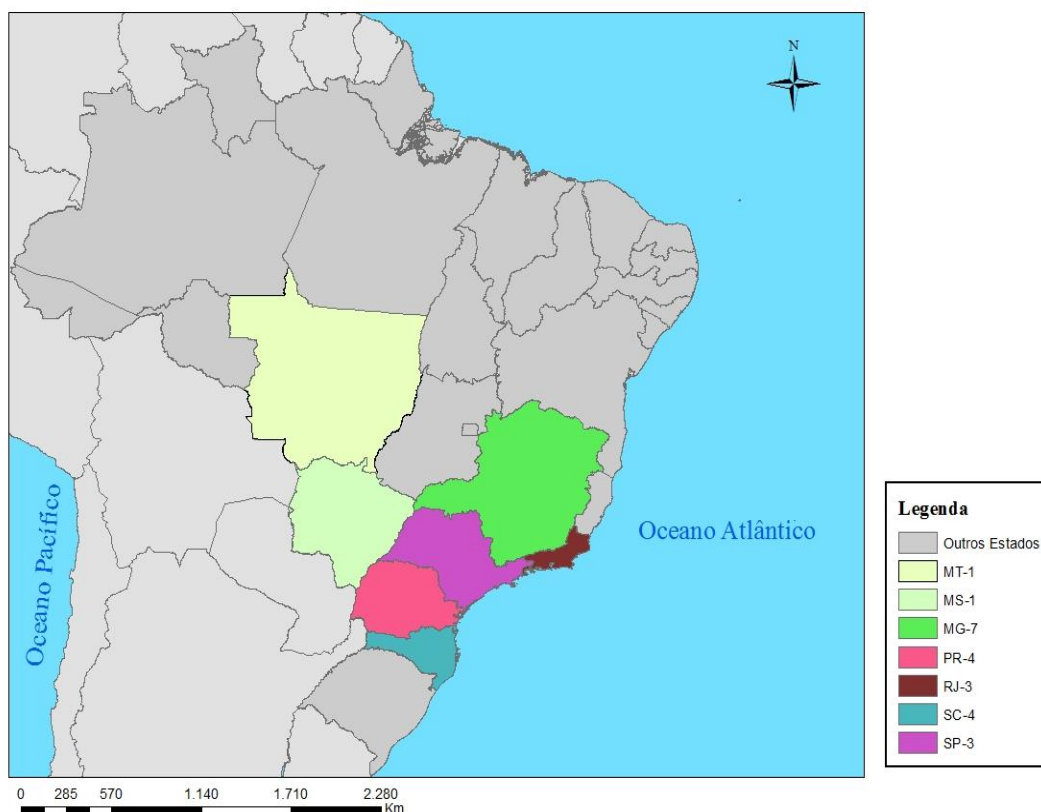 N
Oceano Pacífico
Oceano Atlântico
Legenda
Outros Estados
MT-1
MS-1
MG-7
PR-4
RJ-3
SC-4
SP-3
0 285 570 1.140 1.710 2.280
Km